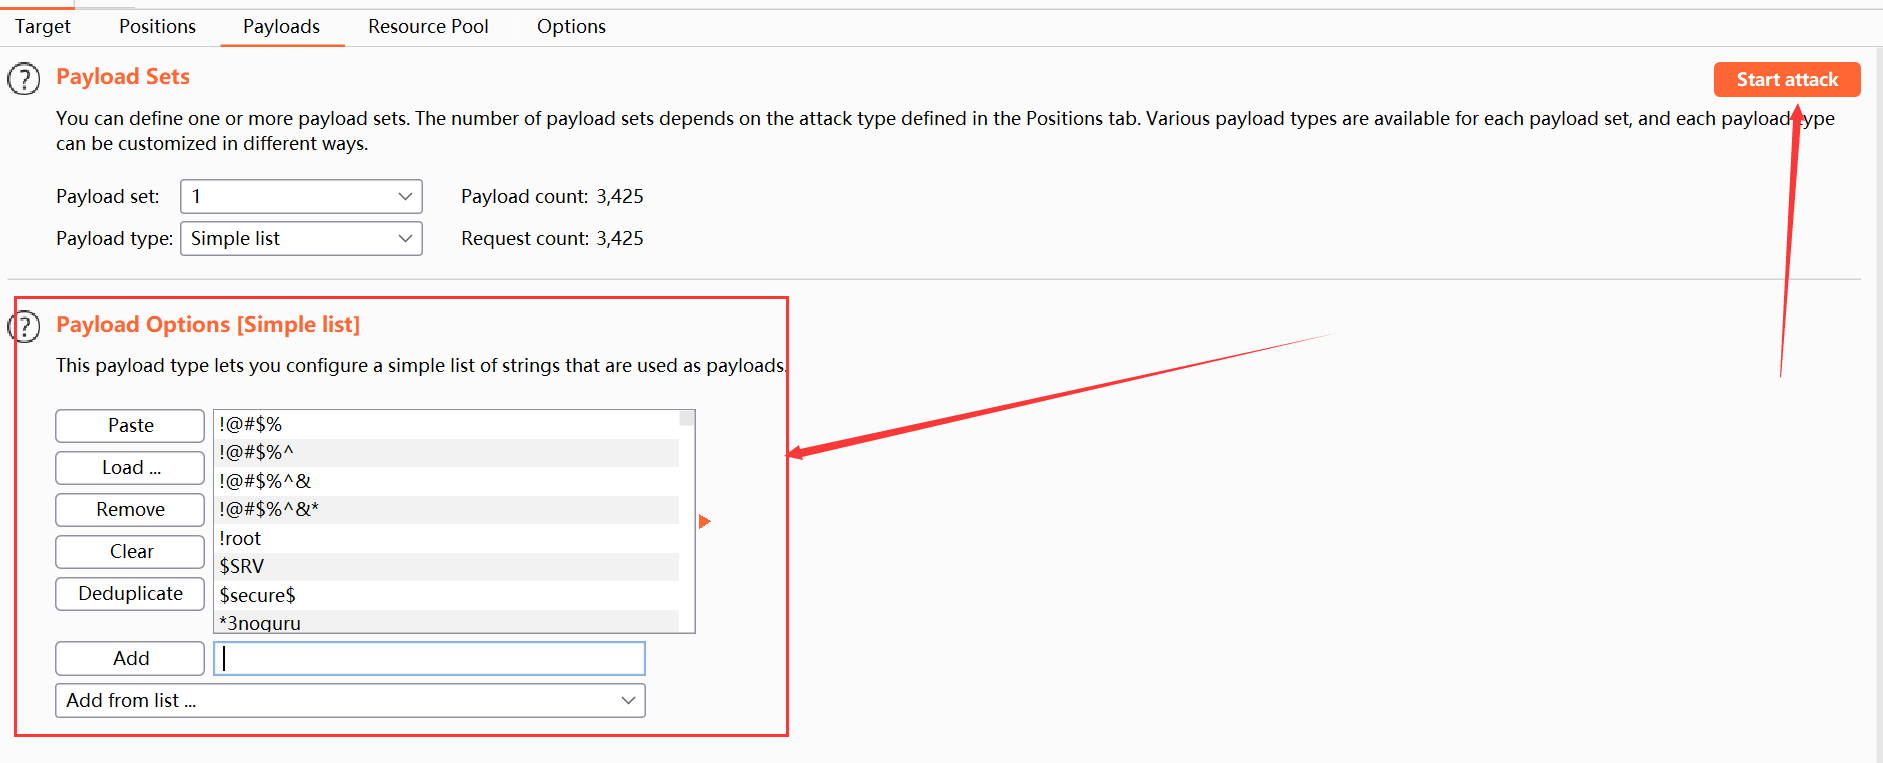 Target Positions Payloads Resource Pool Options
? Payload Sets
Start attack
You can define one or more payload sets. The number of payload sets depends on the attack type defined in the Positions tab. Various payload types are available for each payload set, and each payload type
can be customized in different ways.
Payload set: 1 Payload count: 3,425
Payload type: Simple list Request count: 3,425
? Payload Options [Simple list]
This payload type lets you configure a simple list of strings that are used as payloads.
Paste
Load ...
Remove
Clear
Deduplicate
!@#$%
!@#$%^
!@#$%^&
!@#$%^&*
!root
$SRV
$secure$
*3noguru
Add
Add from list ...